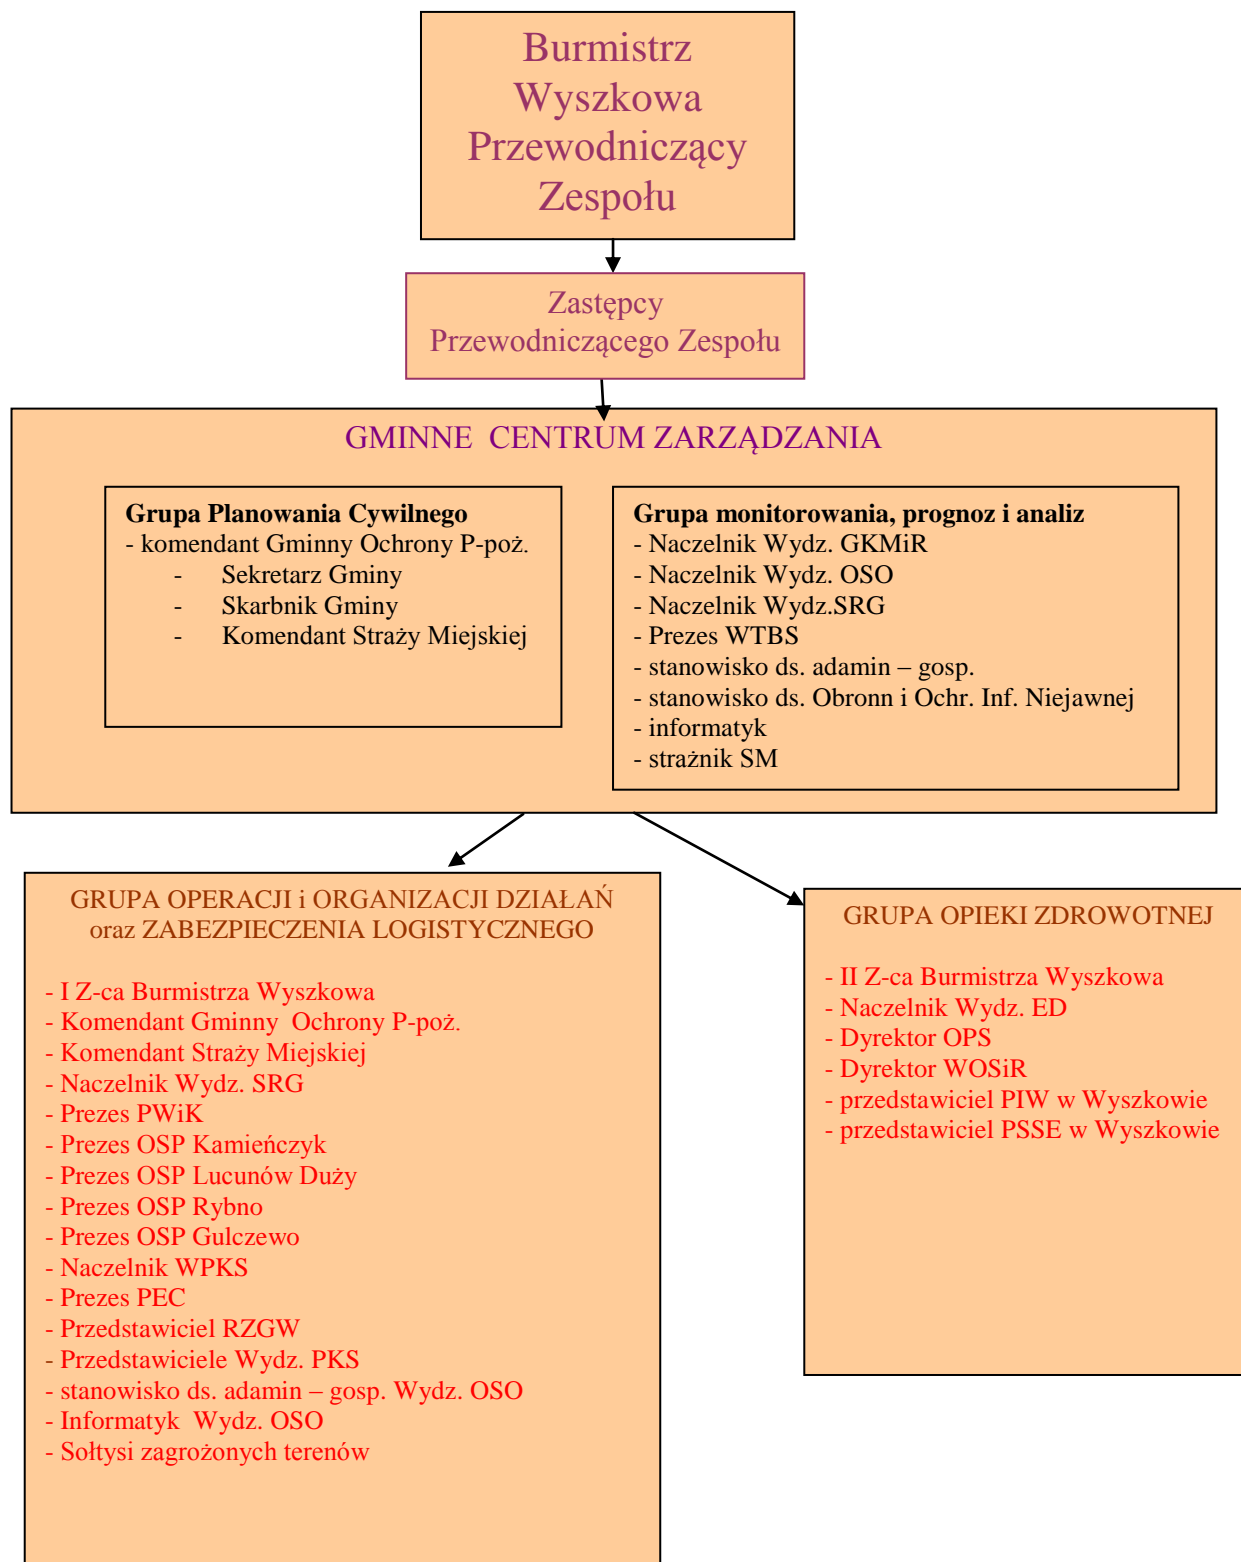 Burmistrz
Wyszkowa
Przewodniczący
Zespołu
Zastępcy
Przewodniczącego Zespołu
GMINNE CENTRUM ZARZĄDZANIA
Grupa Planowania Cywilnego
- komendant Gminny Ochrony P-poż.
- Sekretarz Gminy
- Skarbnik Gminy
- Komendant Straży Miejskiej
Grupa monitorowania, prognoz i analiz
- Naczelnik Wydz. GKMiR
- Naczelnik Wydz. OSO
- Naczelnik Wydz.SRG
- Prezes WTBS
- stanowisko ds. adamin – gosp.
- stanowisko ds. Obronn i Ochr. Inf. Niejawnej
- informatyk
- strażnik SM
GRUPA OPERACJI i ORGANIZACJI DZIAŁAŃ
oraz ZABEZPIECZENIA LOGISTYCZNEGO
- I Z-ca Burmistrza Wyszkowa
- Komendant Gminny Ochrony P-poż.
- Komendant Straży Miejskiej
- Naczelnik Wydz. SRG
- Prezes PWiK
- Prezes OSP Kamieńczyk
- Prezes OSP Lucunów Duży
- Prezes OSP Rybno
- Prezes OSP Gulczewo
- Naczelnik WPKS
- Prezes PEC
- Przedstawiciel RZGW
- Przedstawiciele Wydz. PKS
- stanowisko ds. adamin – gosp. Wydz. OSO
- Informatyk Wydz. OSO
- Sołtysi zagrożonych terenów
GRUPA OPIEKI ZDROWOTNEJ
- II Z-ca Burmistrza Wyszkowa
- Naczelnik Wydz. ED
- Dyrektor OPS
- Dyrektor WOSiR
- przedstawiciel PIW w Wyszkowie
- przedstawiciel PSSE w Wyszkowie